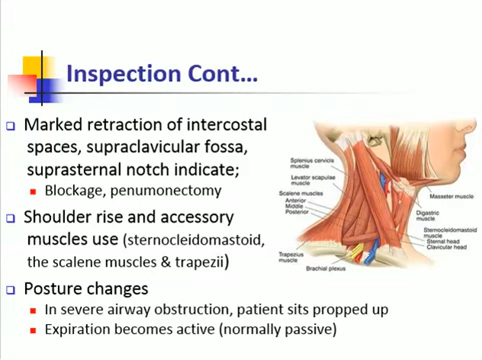 Inspection Cont…
Marked retraction of intercostal
spaces, supraclavicular fossa,
suprasternal notch indicate;
Blockage, penumonectomy
Shoulder rise and accessory
muscles use (sternocleidomastoid,
the scalene muscles & trapezii)
Posture changes
In severe airway obstruction, patient sits propped up
Expiration becomes active (normally passive)
Splenius cervicis
muscle
Levator scapulae
muscle
Scalene muscles
Anterior
Middle
Posterior
Trapezius
muscle
Brachial plexus
Masseter muscle
Digastric
muscle
Sternocleidomastoid
muscle
Sternal head
Clavicular head